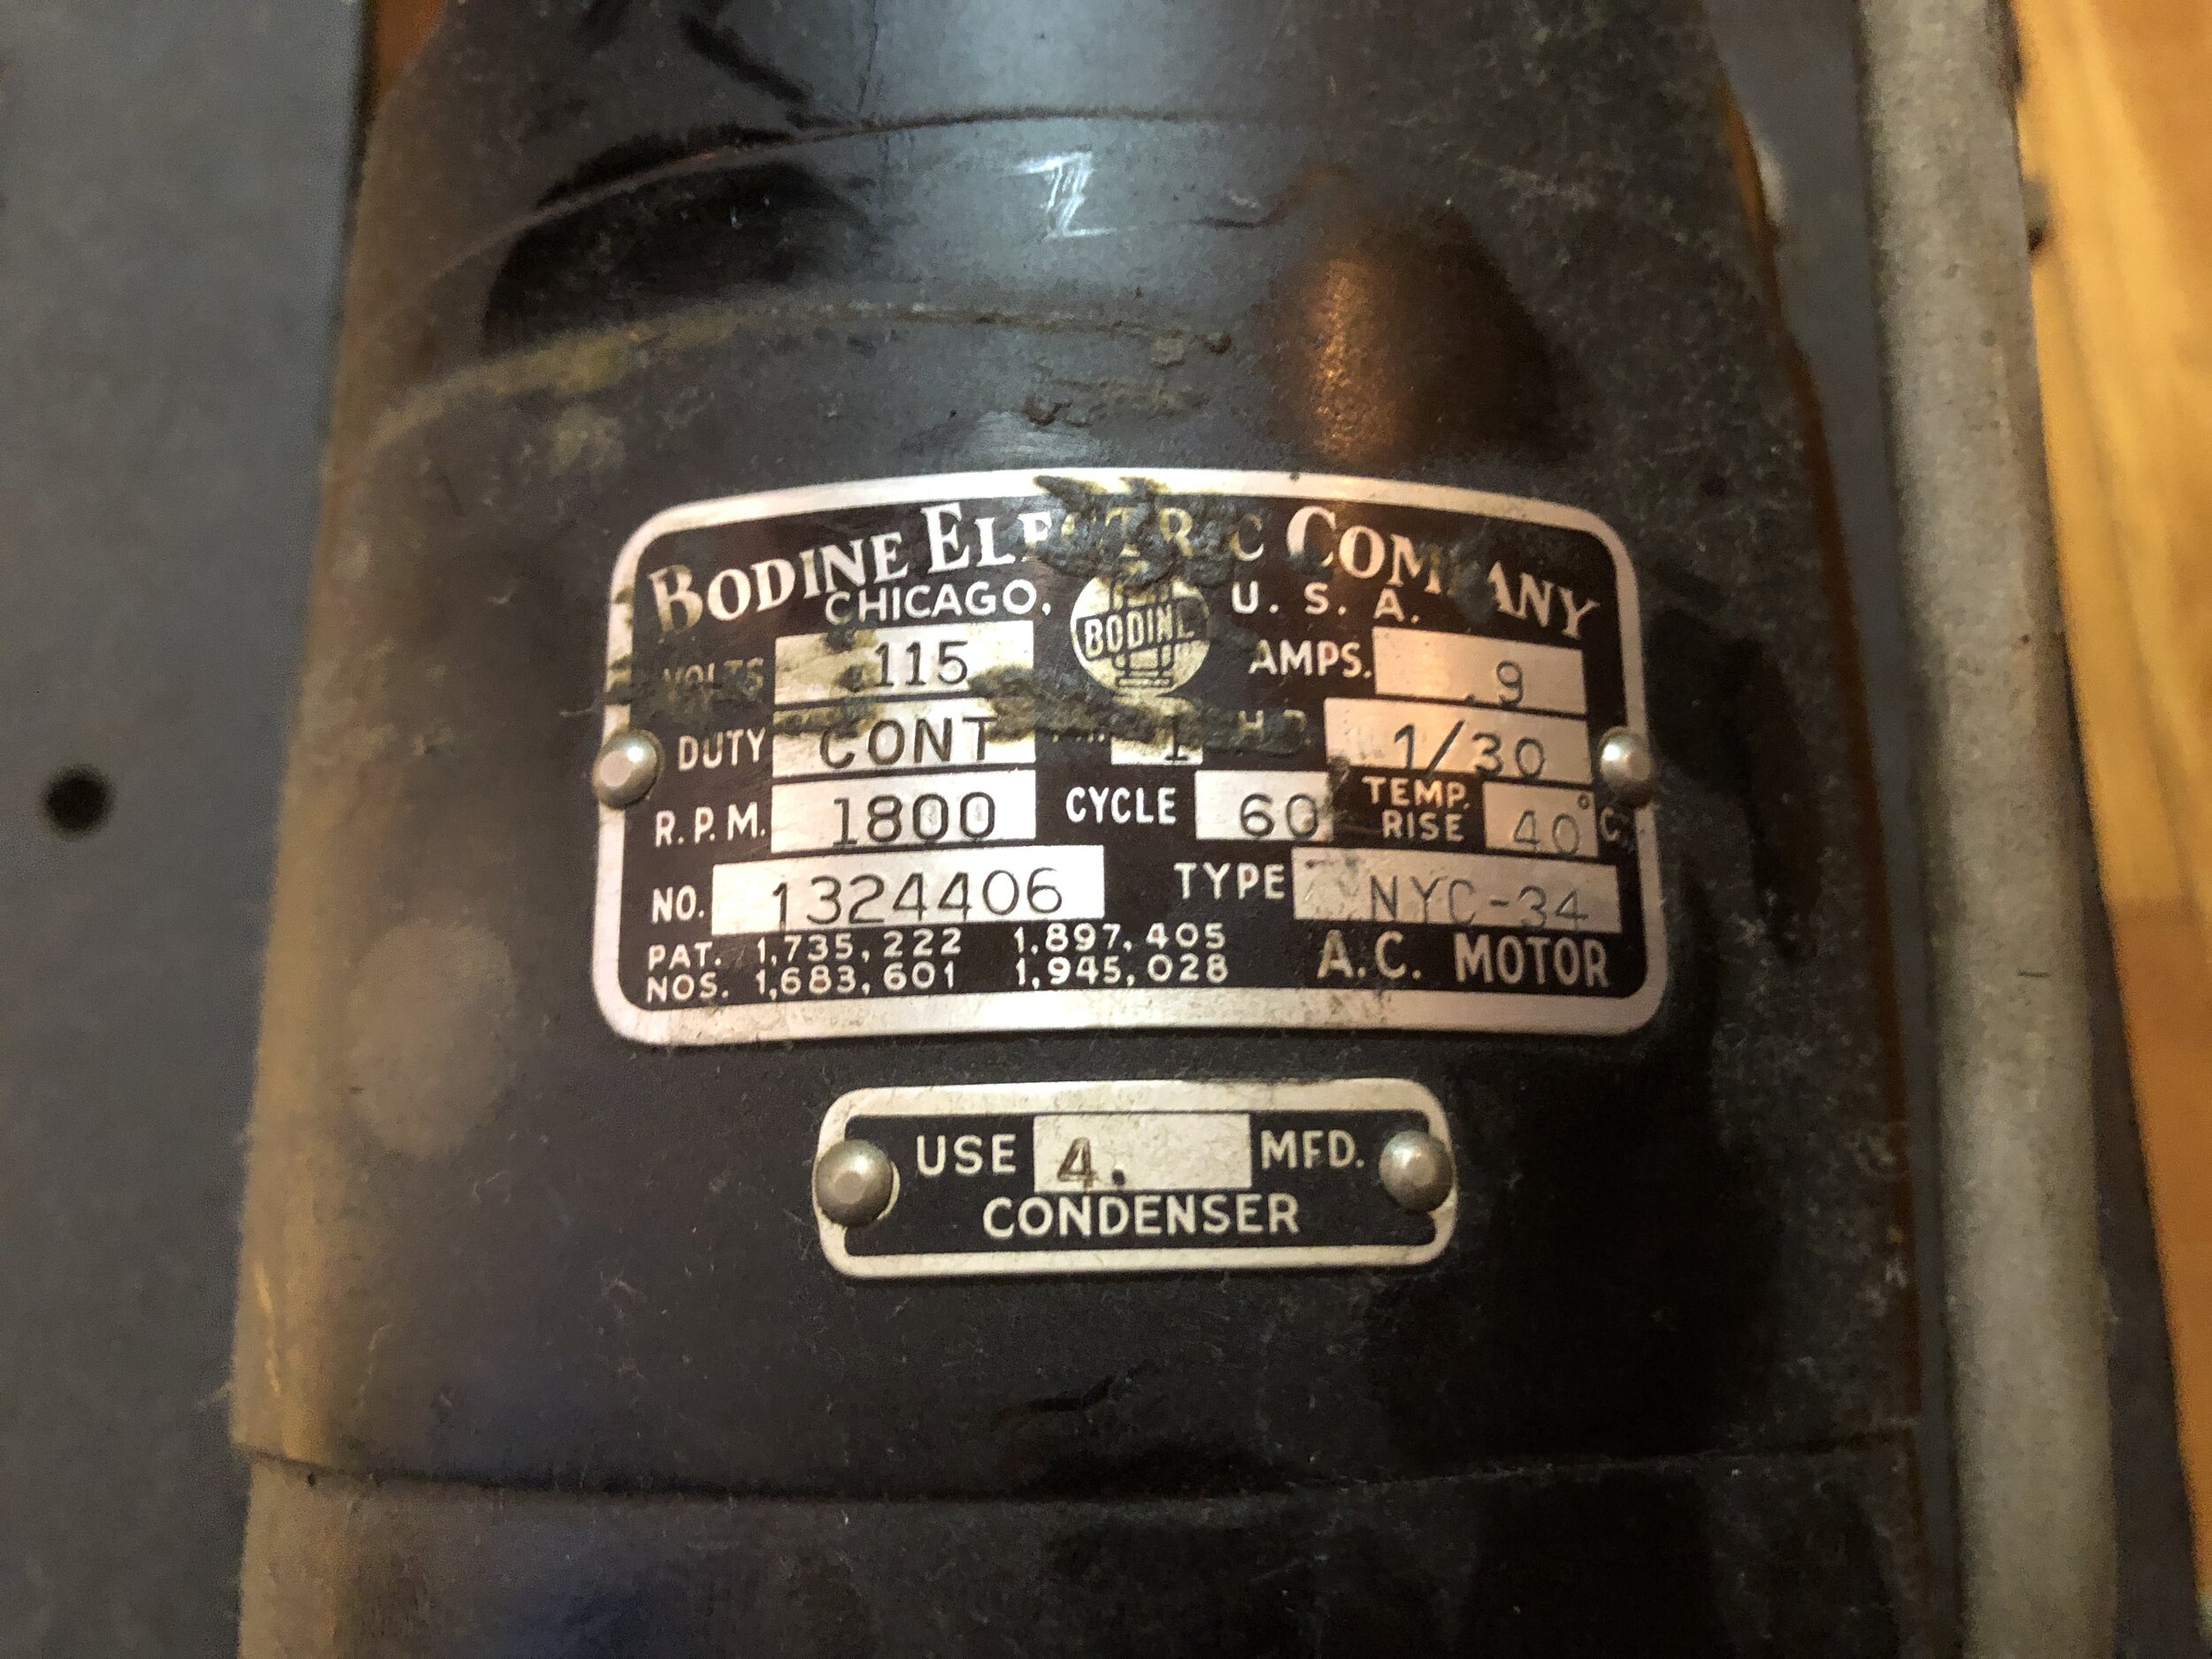 BODINE ELECTRIC COMPANY
CHICAGO, BODINE U. S. A.
VOLTS 115 AMPS. .9
DUTY CONT 1 H.P. 1/30
R.P.M. 1800 CYCLE 60 TEMP. RISE 40°C.
NO. 1324406 TYPE NYC-34
PAT. 1,735,222 1,897,405
NOS. 1,683,601 1,945,028 A.C. MOTOR
USE 4. MFD.
CONDENSER